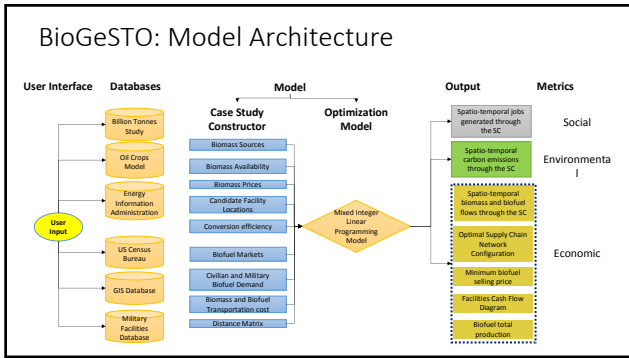 BioGeSTO: Model Architecture
User Interface
Databases
Model
Output
Metrics
Case Study
Constructor
Optimization
Model
User
Input
Billion Tonnes
Study
Oil Crops
Model
Energy
Information
Administration
US Census
Bureau
GIS Database
Military
Facilities
Database
Biomass Sources
Biomass Availability
Biomass Prices
Candidate Facility
Locations
Conversion efficiency
Biofuel Markets
Civilian and Military
Biofuel Demand
Biomass and Biofuel
Transportation cost
Distance Matrix
Mixed Integer
Linear
Programming
Model
Spatio-temporal jobs
generated through
the SC
Social
Spatio-temporal
carbon emissions
through the SC
Environmenta
l
Spatio-temporal
biomass and biofuel
flows through the SC
Optimal Supply Chain
Network
Configuration
Minimum biofuel
selling price
Facilities Cash Flow
Diagram
Biofuel total
production
Economic